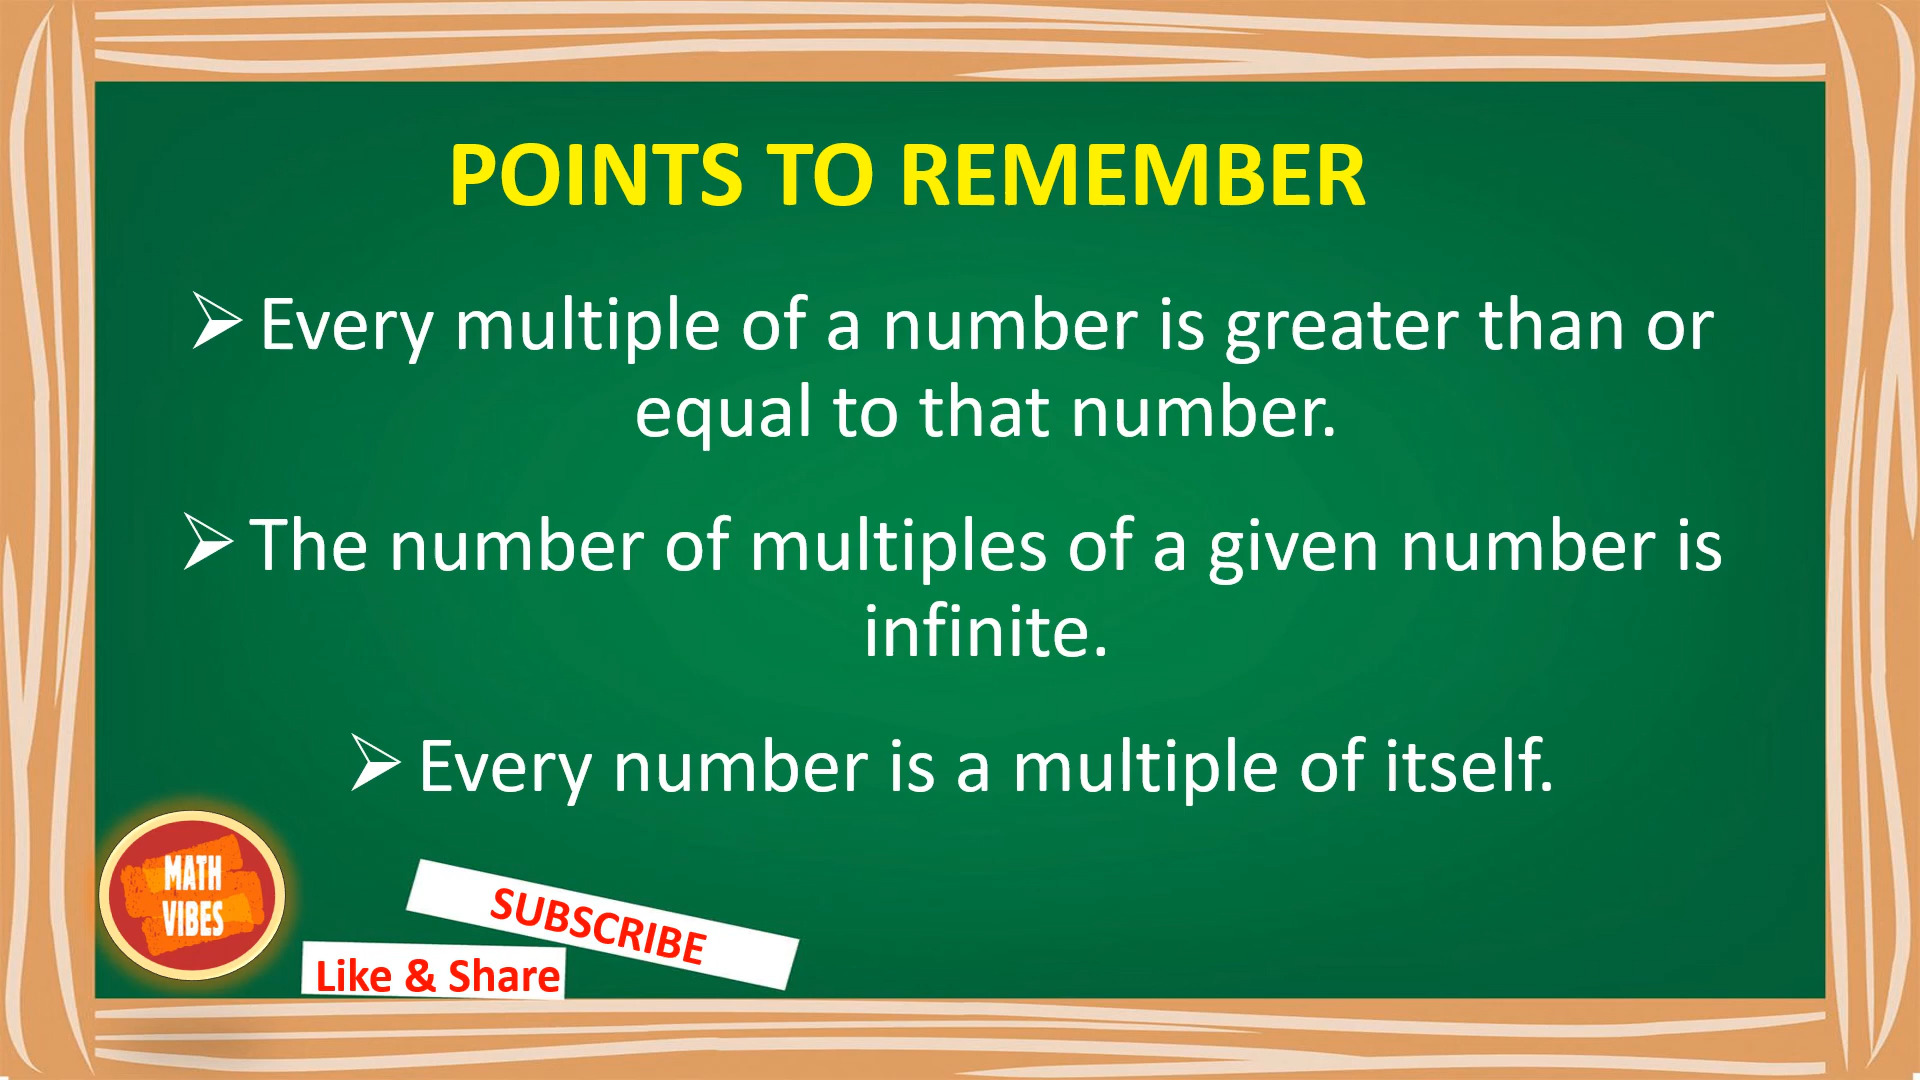 POINTS TO REMEMBER
➢ Every multiple of a number is greater than or
equal to that number.
➢ The number of multiples of a given number is
infinite.
➢ Every number is a multiple of itself.
MATH
VIBES
SUBSCRIBE
Like & Share